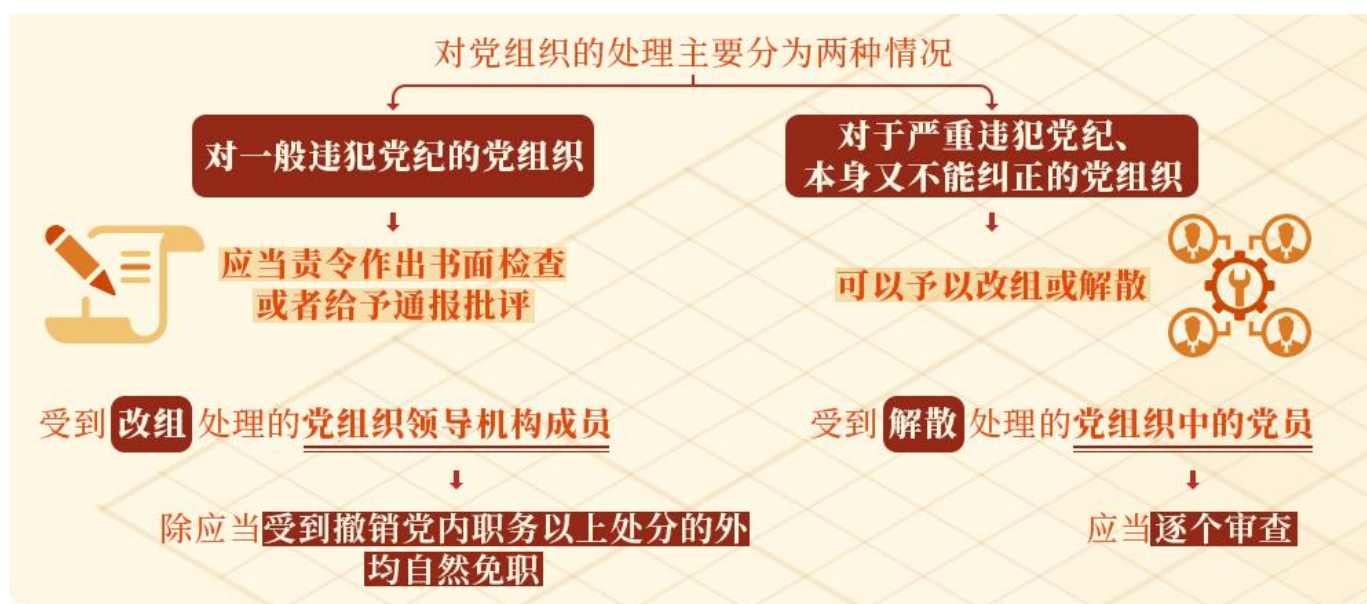 对党组织的处理主要分为两种情况
对一般违犯党纪的党组织
应当责令作出书面检查
或者给予通报批评
对于严重违犯党纪、
本身又不能纠正的党组织
可以予以改组或解散
受到 改组 处理的党组织领导机构成员
除应当受到撤销党内职务以上处分的外
均自然免职
受到 解散 处理的党组织中的党员
应当逐个审查